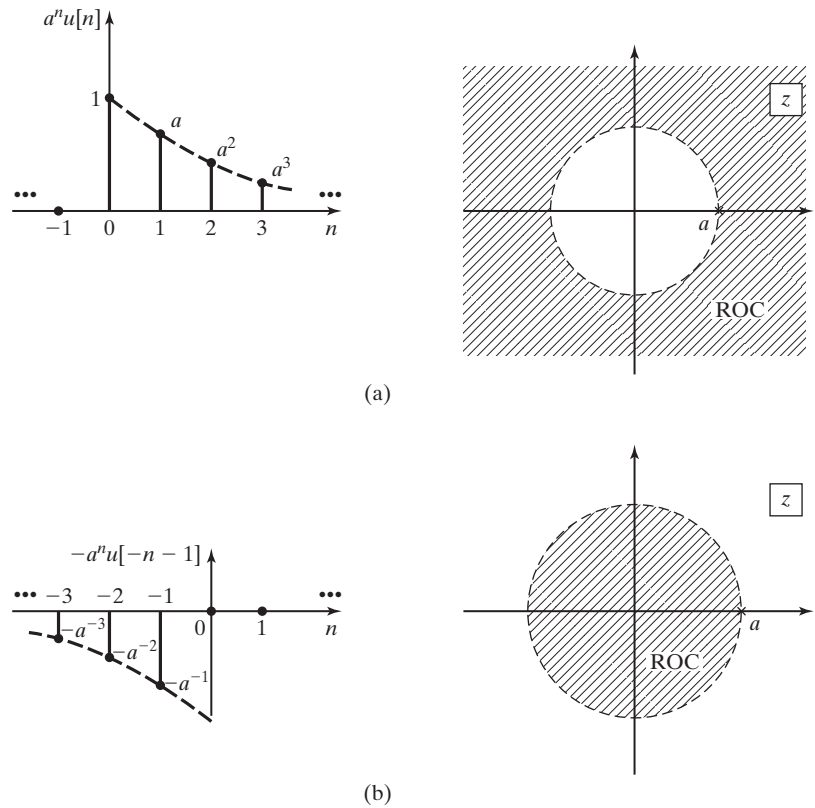 aⁿu[n]
z
1
a
a²
a³
•••
•••
−1 0 1 2 3 n
a
ROC
(a)
z
−aⁿu[−n − 1]
••• −3 −2 −1 •••
0 1 n
−a⁻³
−a⁻²
−a⁻¹
a
ROC
(b)